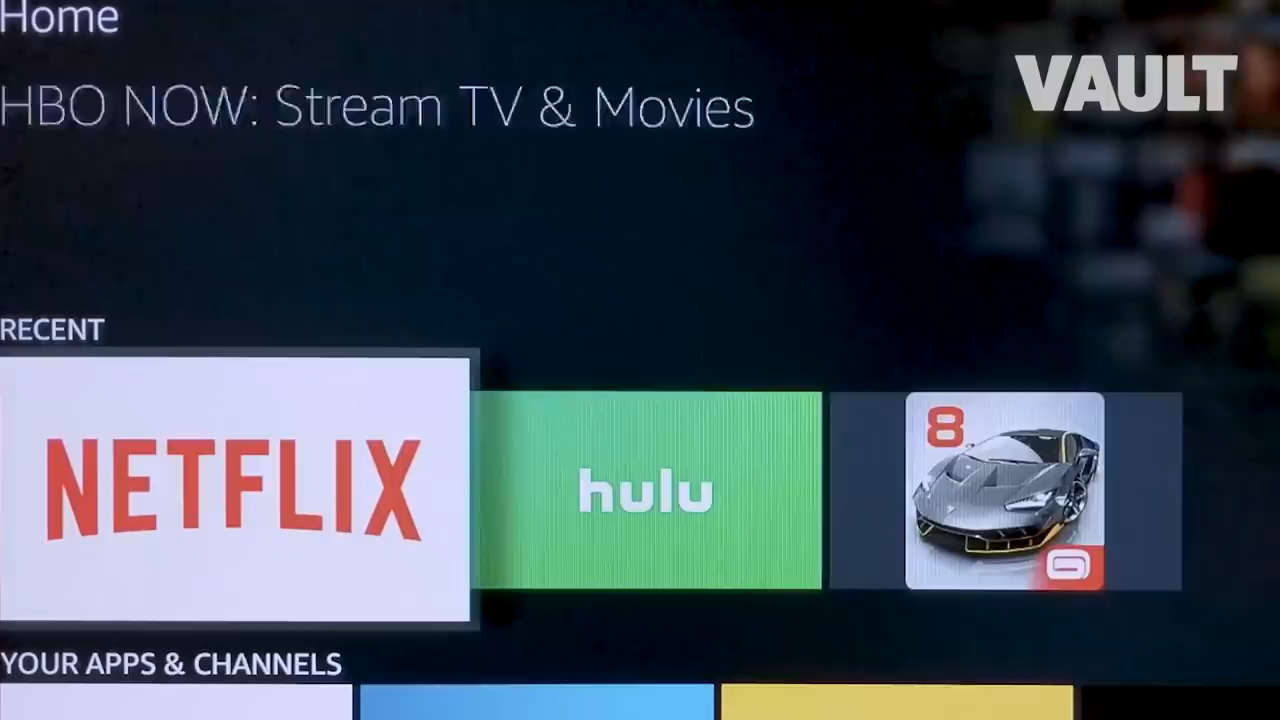 Home
VAULT
HBO NOW: Stream TV & Movies
RECENT
NETFLIX
hulu
8
YOUR APPS & CHANNELS